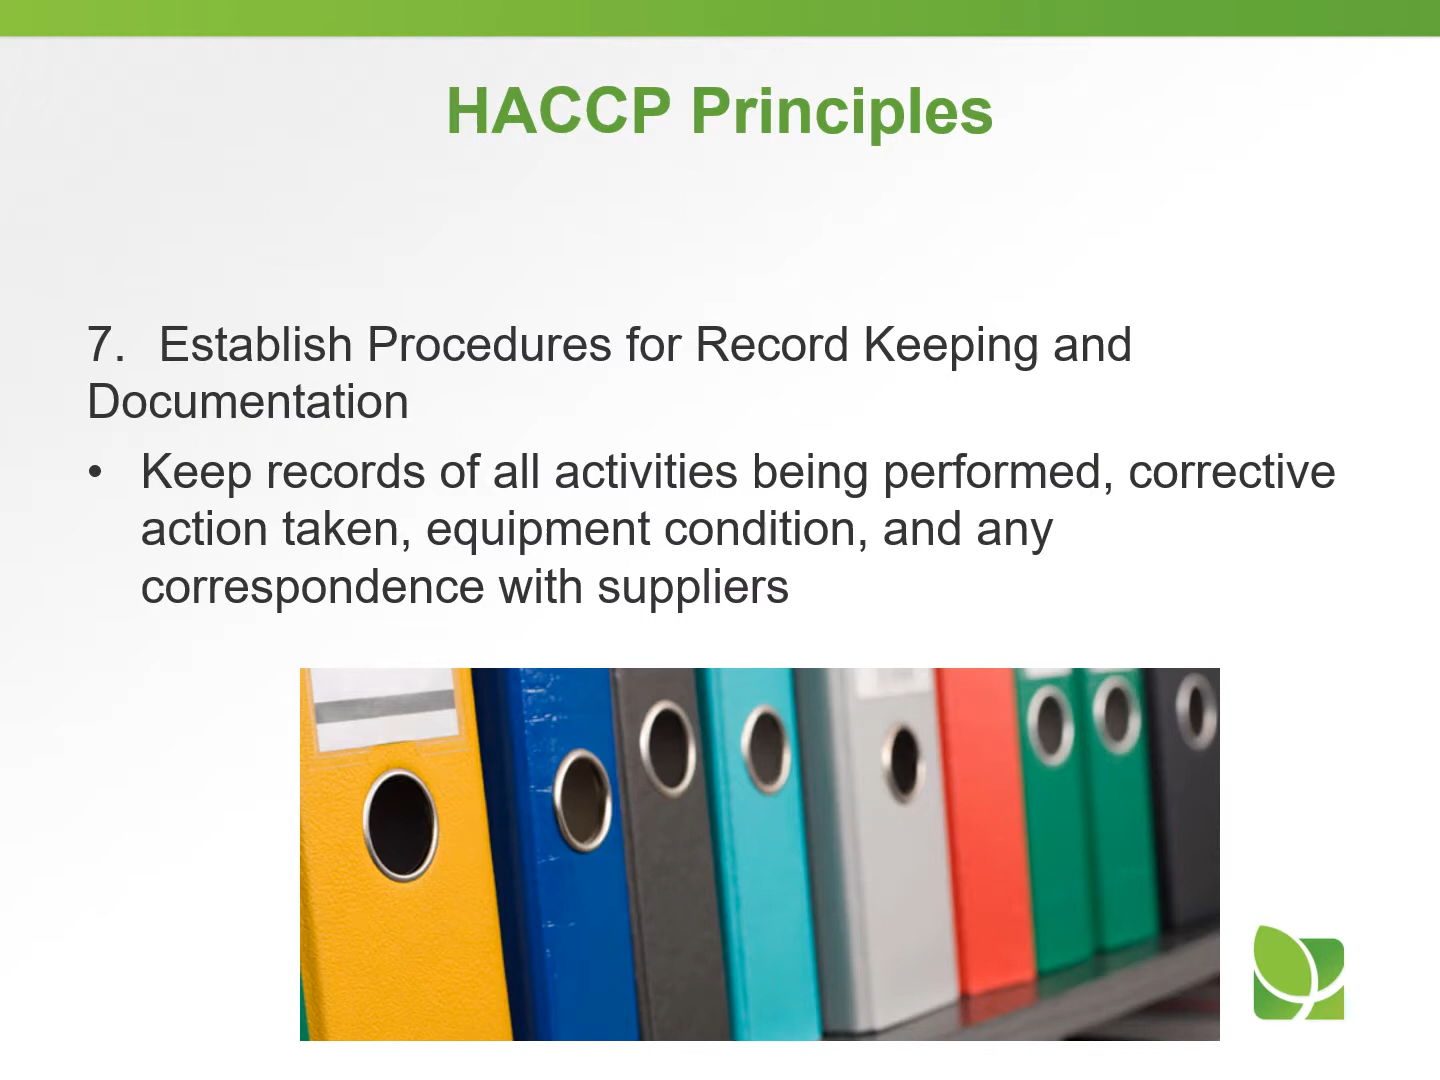 HACCP Principles
7. Establish Procedures for Record Keeping and
Documentation
• Keep records of all activities being performed, corrective
action taken, equipment condition, and any
correspondence with suppliers